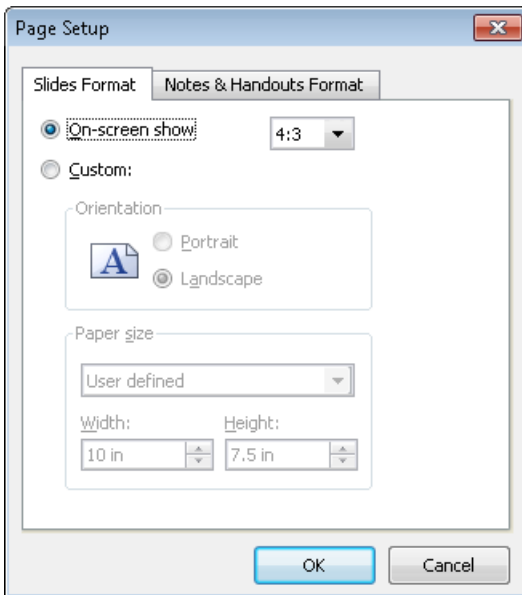 Page Setup
Slides Format Notes & Handouts Format
On-screen show 4:3
Custom:
Orientation
A Portrait
Landscape
Paper size
User defined
Width: Height:
10 in 7.5 in
OK Cancel